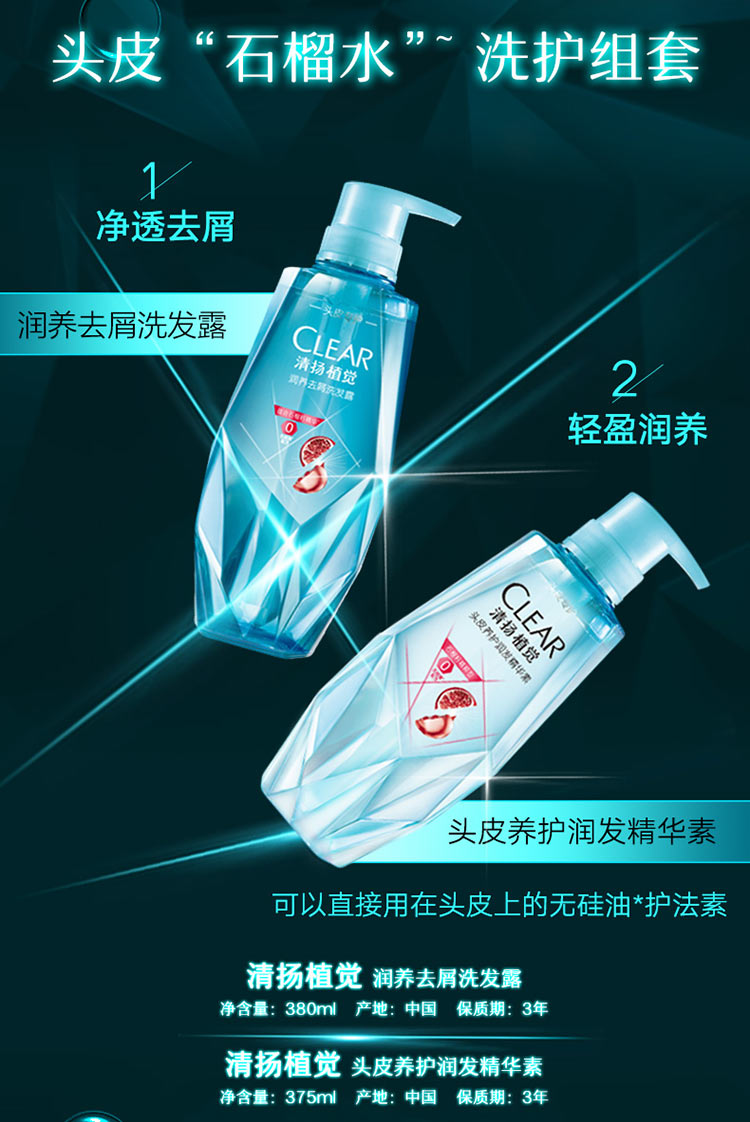 头皮“石榴水”~ 洗护组套
1
净透去屑
润养去屑洗发露
CLEAR
清扬植觉
润养去屑洗发露
0
2
轻盈润养
CLEAR
清扬植觉
头皮养护润发精华素
0
头皮养护润发精华素
可以直接用在头皮上的无硅油*护法素
清扬植觉 润养去屑洗发露
净含量：380ml 产地：中国 保质期：3年
清扬植觉 头皮养护润发精华素
净含量：375ml 产地：中国 保质期：3年